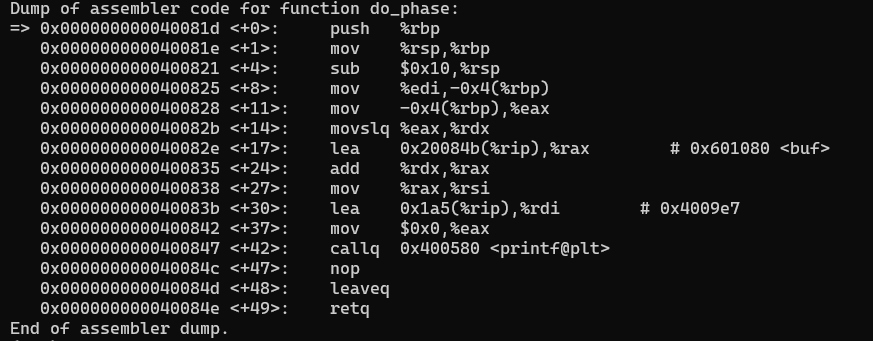 Dump of assembler code for function do_phase:
=> 0x000000000040081d <+0>:     push   %rbp
   0x000000000040081e <+1>:     mov    %rsp,%rbp
   0x0000000000400821 <+4>:     sub    $0x10,%rsp
   0x0000000000400825 <+8>:     mov    %edi,-0x4(%rbp)
   0x0000000000400828 <+11>:    mov    -0x4(%rbp),%eax
   0x000000000040082b <+14>:    movslq %eax,%rdx
   0x000000000040082e <+17>:    lea    0x20084b(%rip),%rax        # 0x601080 <buf>
   0x0000000000400835 <+24>:    add    %rdx,%rax
   0x0000000000400838 <+27>:    mov    %rax,%rsi
   0x000000000040083b <+30>:    lea    0x1a5(%rip),%rdi        # 0x4009e7
   0x0000000000400842 <+37>:    mov    $0x0,%eax
   0x0000000000400847 <+42>:    callq  0x400580 <printf@plt>
   0x000000000040084c <+47>:    nop
   0x000000000040084d <+48>:    leaveq
   0x000000000040084e <+49>:    retq
End of assembler dump.